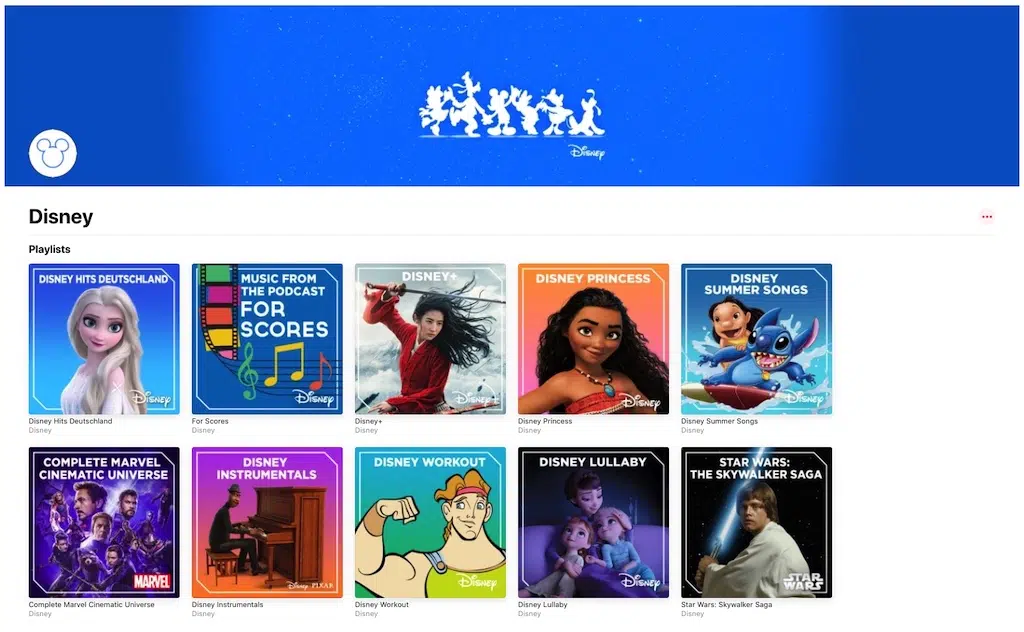 Disney
Disney
Playlists
DISNEY HITS DEUTSCHLAND
Disney
MUSIC FROM
THE PODCAST
FOR
SCORES
Disney
DISNEY+
Disney+
DISNEY PRINCESS
Disney
DISNEY
SUMMER SONGS
Disney
Disney Hits Deutschland
Disney
For Scores
Disney
Disney+
Disney
Disney Princess
Disney
Disney Summer Songs
Disney
COMPLETE MARVEL
CINEMATIC UNIVERSE
MARVEL
DISNEY
INSTRUMENTALS
Disney · PIXAR
DISNEY WORKOUT
Disney
DISNEY LULLABY
Disney
STAR WARS:
THE SKYWALKER SAGA
STAR
WARS
Complete Marvel Cinematic Universe
Disney
Disney Instrumentals
Disney
Disney Workout
Disney
Disney Lullaby
Disney
Star Wars: Skywalker Saga
Disney